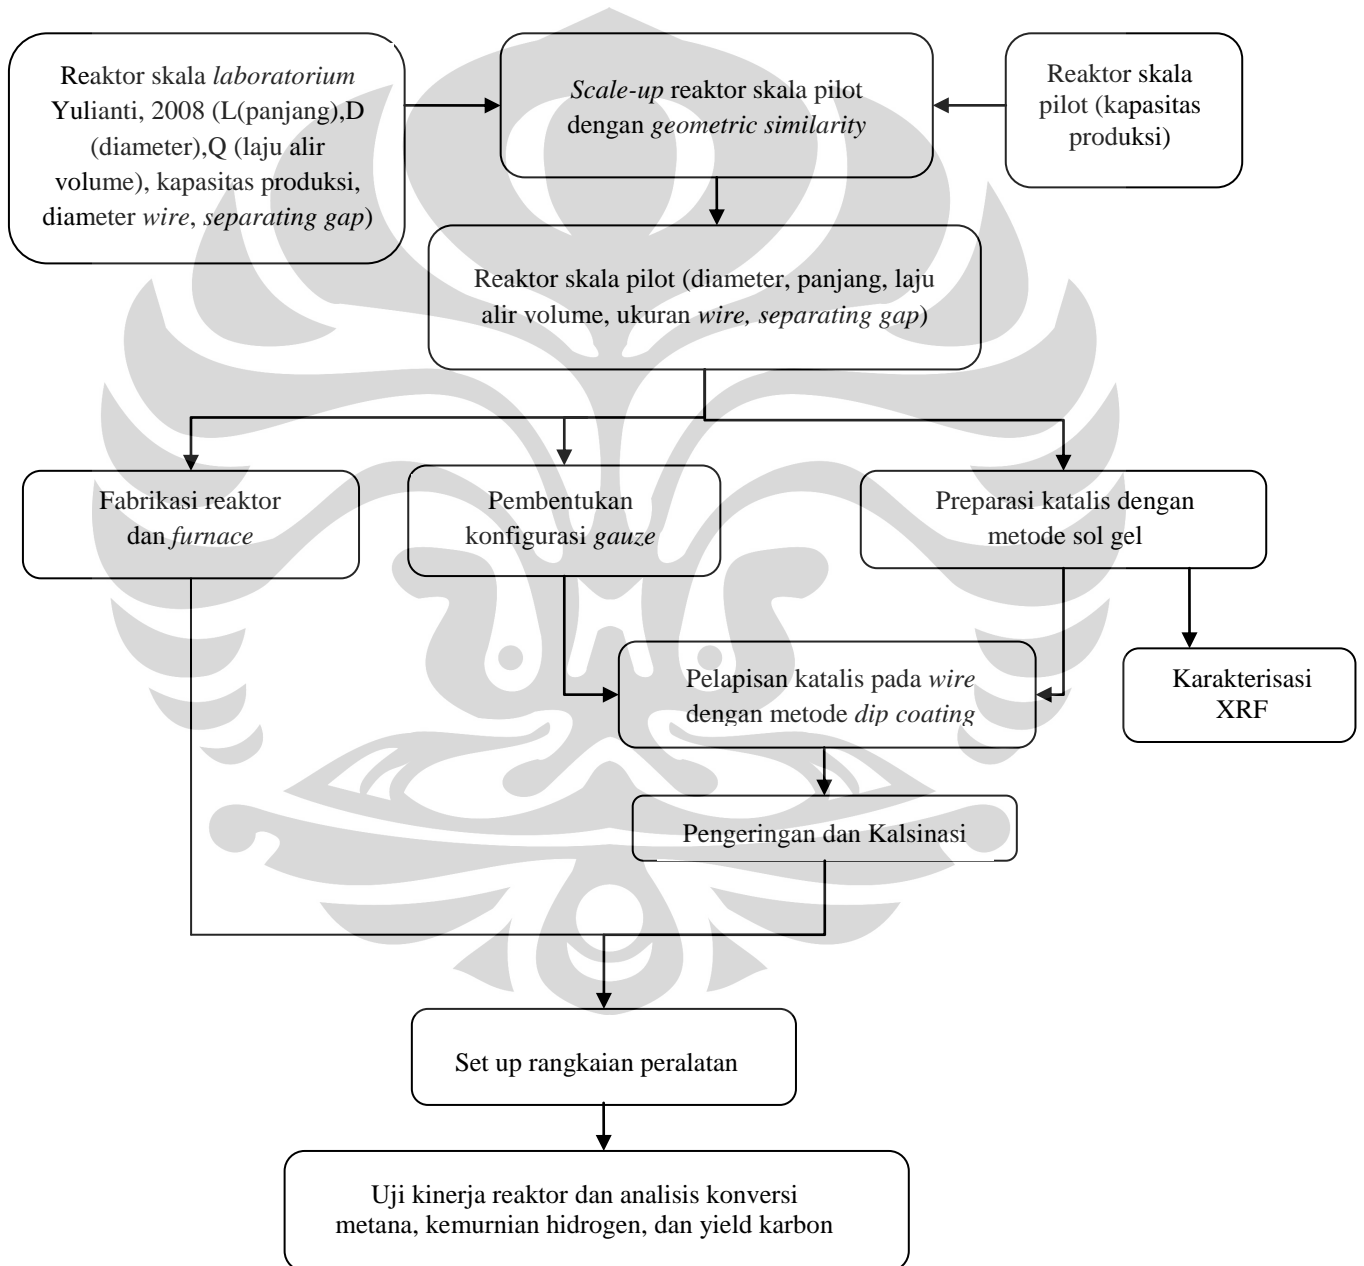 Reaktor skala laboratorium
Yulianti, 2008 (L(panjang),D
(diameter),Q (laju alir
volume), kapasitas produksi,
diameter wire, separating gap)
Scale-up reaktor skala pilot
dengan geometric similarity
Reaktor skala
pilot (kapasitas
produksi)
Reaktor skala pilot (diameter, panjang, laju
alir volume, ukuran wire, separating gap)
Fabrikasi reaktor
dan furnace
Pembentukan
konfigurasi gauze
Preparasi katalis dengan
metode sol gel
Pelapisan katalis pada wire
dengan metode dip coating
Karakterisasi
XRF
Pengeringan dan Kalsinasi
Set up rangkaian peralatan
Uji kinerja reaktor dan analisis konversi
metana, kemurnian hidrogen, dan yield karbon